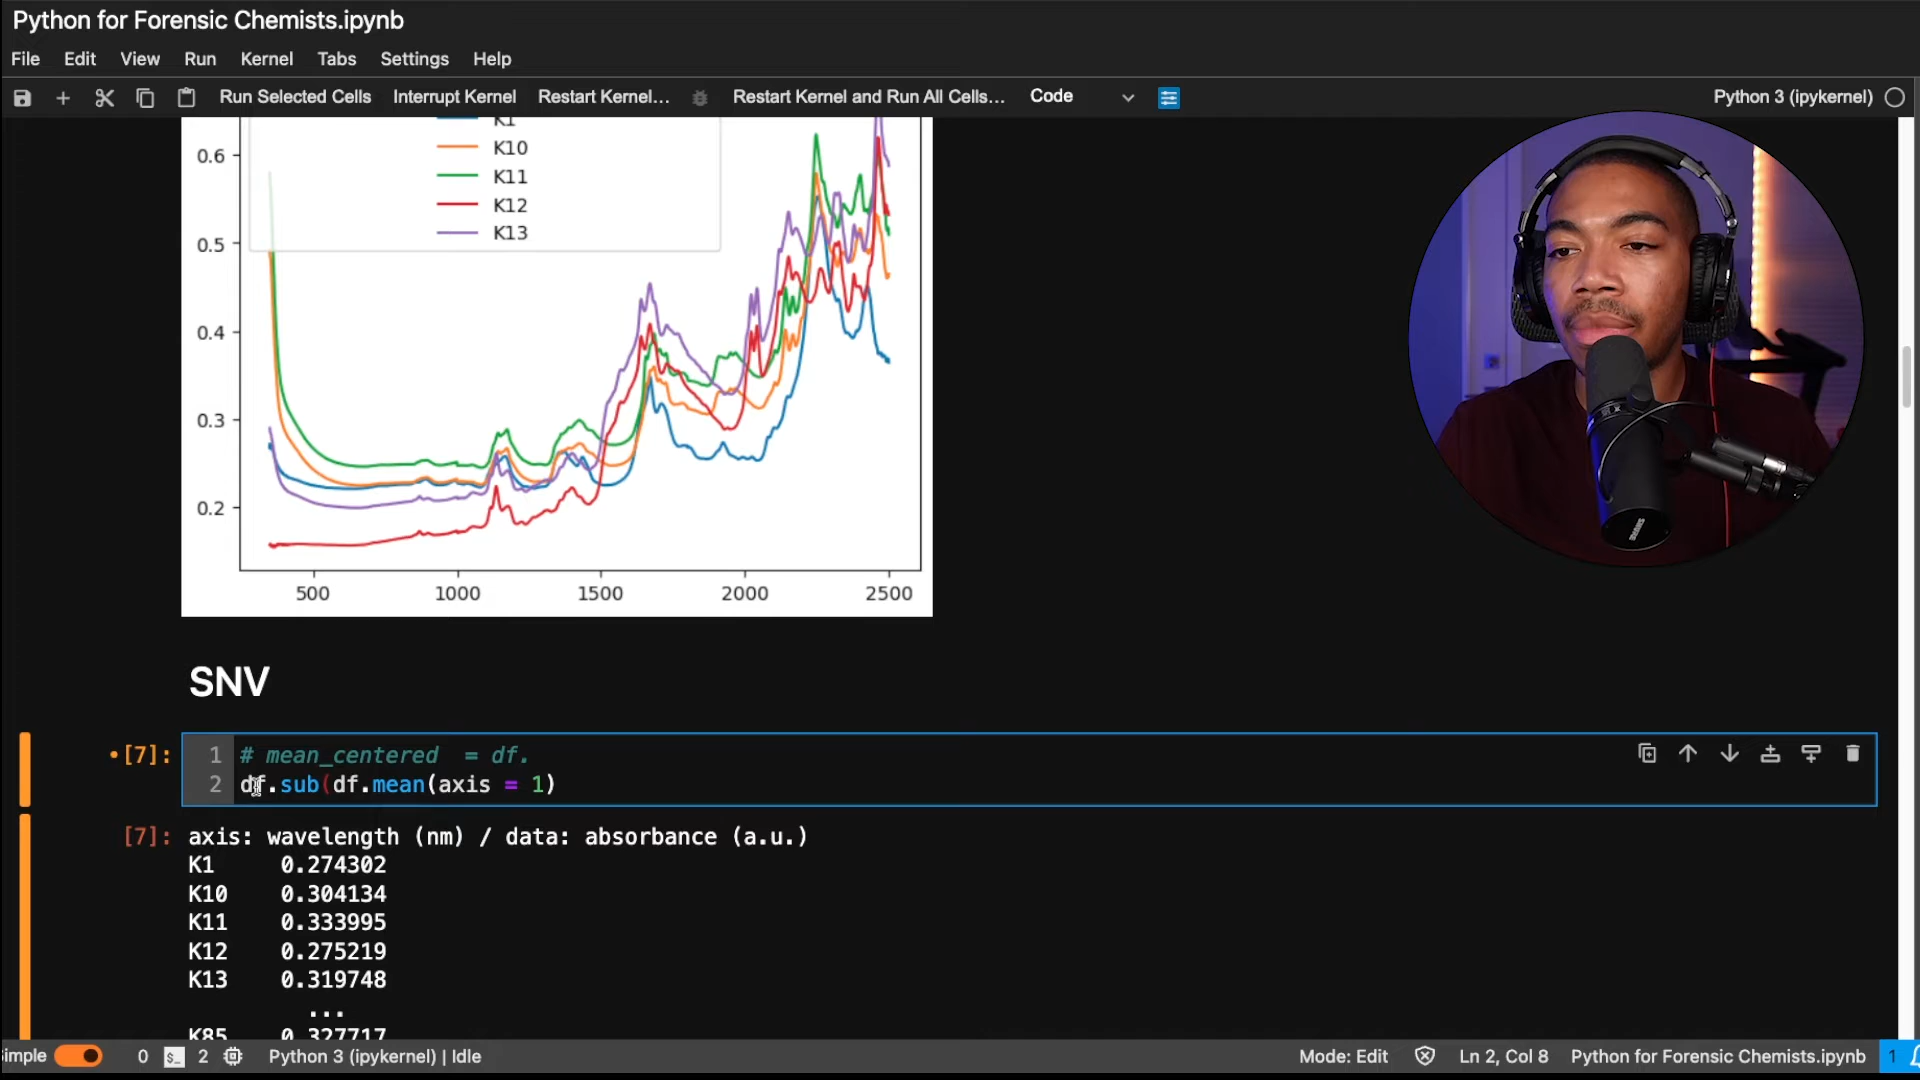 Python for Forensic Chemists.ipynb
File Edit View Run Kernel Tabs Settings Help
Run Selected Cells Interrupt Kernel Restart Kernel... Restart Kernel and Run All Cells... Code Python 3 (ipykernel)
K1
0.6 K10
K11
K12
K13
0.5
0.4
0.3
0.2
500 1000 1500 2000 2500
SNV
•[7]: 1 # mean_centered = df.
2 df.sub(df.mean(axis = 1)
[7]: axis: wavelength (nm) / data: absorbance (a.u.)
K1 0.274302
K10 0.304134
K11 0.333995
K12 0.275219
K13 0.319748
...
K85 0.327717
imple 0 $_ 2 Python 3 (ipykernel) | Idle Mode: Edit Ln 2, Col 8 Python for Forensic Chemists.ipynb 1